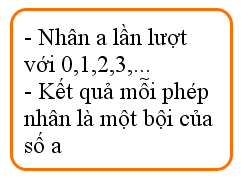 - Nhân a lần lượt
với 0,1,2,3,...
- Kết quả mỗi phép
nhân là một bội của
số a